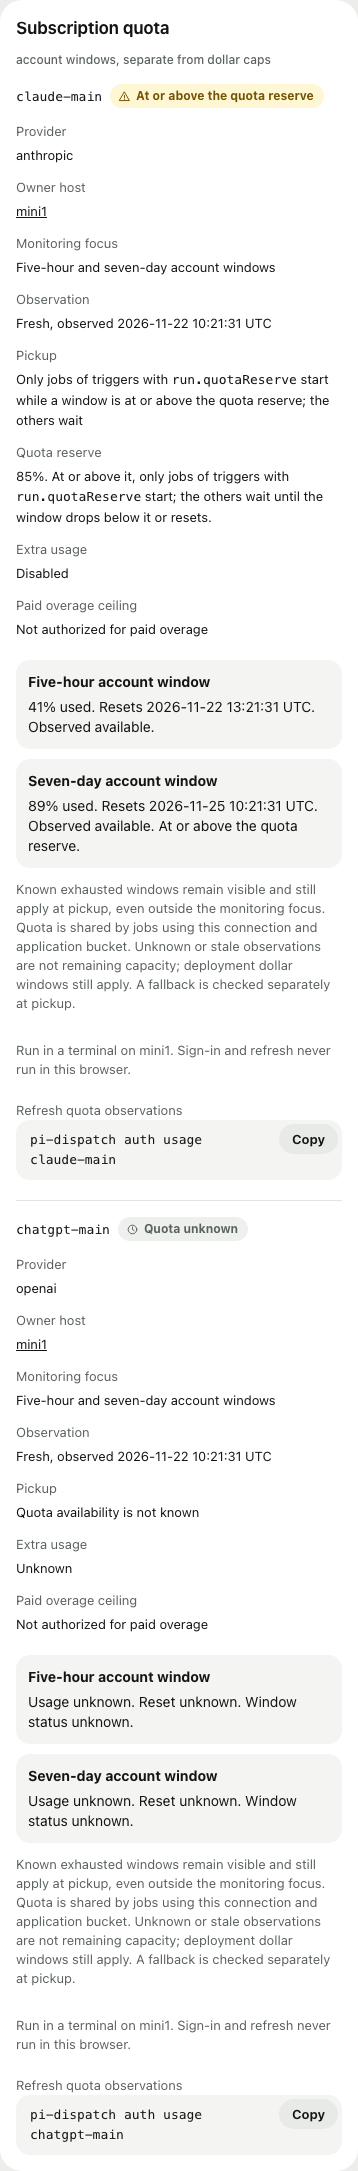 Subscription quota
account windows, separate from dollar caps
claude-main At or above the quota reserve
Provider
anthropic
Owner host
mini1
Monitoring focus
Five-hour and seven-day account windows
Observation
Fresh, observed 2026-11-22 10:21:31 UTC
Pickup
Only jobs of triggers with run.quotaReserve start
while a window is at or above the quota reserve; the
others wait
Quota reserve
85%. At or above it, only jobs of triggers with
run.quotaReserve start; the others wait until the
window drops below it or resets.
Extra usage
Disabled
Paid overage ceiling
Not authorized for paid overage
Five-hour account window
41% used. Resets 2026-11-22 13:21:31 UTC.
Observed available.
Seven-day account window
89% used. Resets 2026-11-25 10:21:31 UTC.
Observed available. At or above the quota
reserve.
Known exhausted windows remain visible and still
apply at pickup, even outside the monitoring focus.
Quota is shared by jobs using this connection and
application bucket. Unknown or stale observations
are not remaining capacity; deployment dollar
windows still apply. A fallback is checked separately
at pickup.
Run in a terminal on mini1. Sign-in and refresh never
run in this browser.
Refresh quota observations
pi-dispatch auth usage
claude-main
Copy
chatgpt-main Quota unknown
Provider
openai
Owner host
mini1
Monitoring focus
Five-hour and seven-day account windows
Observation
Fresh, observed 2026-11-22 10:21:31 UTC
Pickup
Quota availability is not known
Extra usage
Unknown
Paid overage ceiling
Not authorized for paid overage
Five-hour account window
Usage unknown. Reset unknown. Window
status unknown.
Seven-day account window
Usage unknown. Reset unknown. Window
status unknown.
Known exhausted windows remain visible and still
apply at pickup, even outside the monitoring focus.
Quota is shared by jobs using this connection and
application bucket. Unknown or stale observations
are not remaining capacity; deployment dollar
windows still apply. A fallback is checked separately
at pickup.
Run in a terminal on mini1. Sign-in and refresh never
run in this browser.
Refresh quota observations
pi-dispatch auth usage
chatgpt-main
Copy